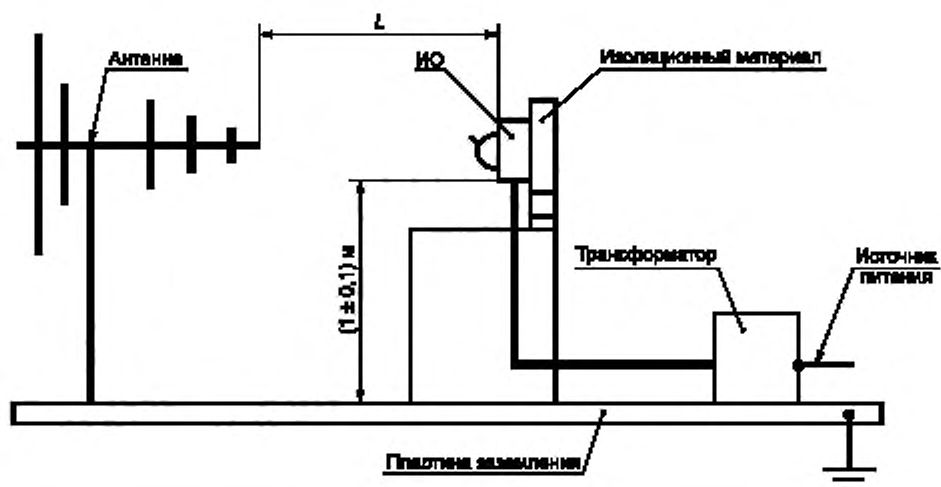 L
Антенна
ИО
Изоляционный материал
(1 ± 0,1) м
Трансформатор
Источник
питания
Пластина заземления